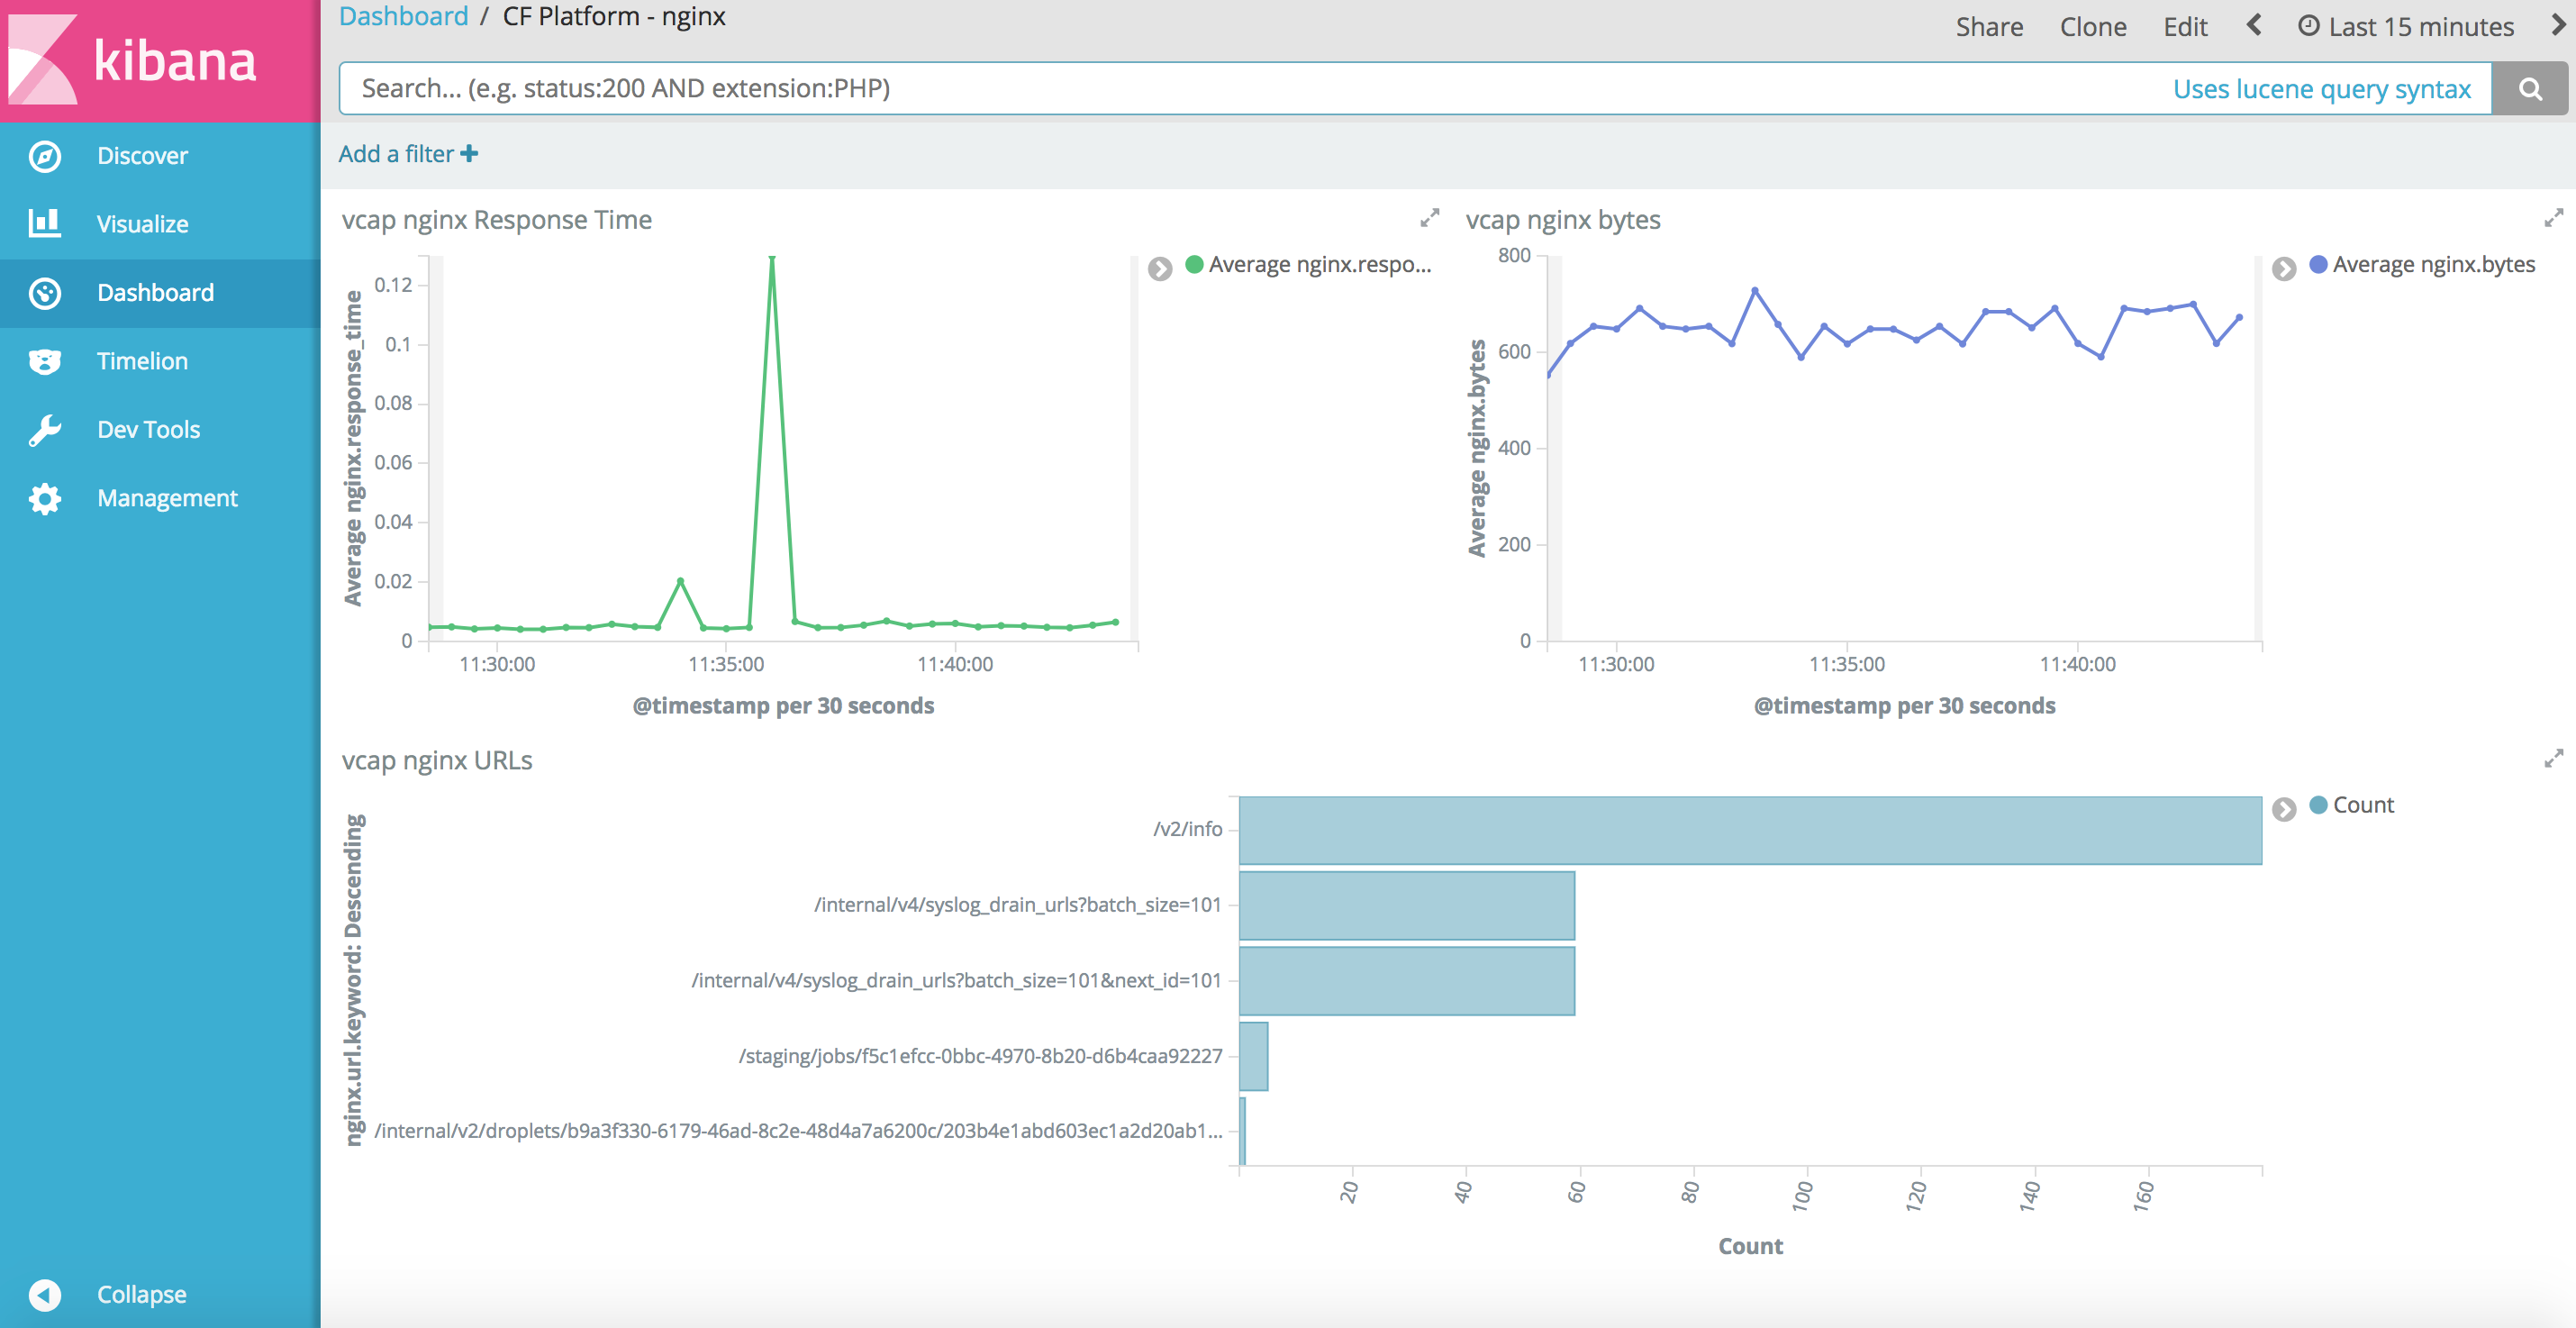 kibana
Discover
Visualize
Dashboard
Timelion
Dev Tools
Management
Collapse
Dashboard / CF Platform - nginx
Share Clone Edit Last 15 minutes
Search... (e.g. status:200 AND extension:PHP) Uses lucene query syntax
Add a filter
vcap nginx Response Time
Average nginx.response_time
0.12
0.1
0.08
0.06
0.04
0.02
0
11:30:00 11:35:00 11:40:00
@timestamp per 30 seconds
Average nginx.respo...
vcap nginx bytes
Average nginx.bytes
800
600
400
200
0
11:30:00 11:35:00 11:40:00
@timestamp per 30 seconds
Average nginx.bytes
vcap nginx URLs
nginx.url.keyword: Descending
/v2/info
/internal/v4/syslog_drain_urls?batch_size=101
/internal/v4/syslog_drain_urls?batch_size=101&next_id=101
/staging/jobs/f5c1efcc-0bbc-4970-8b20-d6b4caa92227
/internal/v2/droplets/b9a3f330-6179-46ad-8c2e-48d4a7a6200c/203b4e1abd603ec1a2d20ab1...
20 40 60 80 100 120 140 160
Count
Count